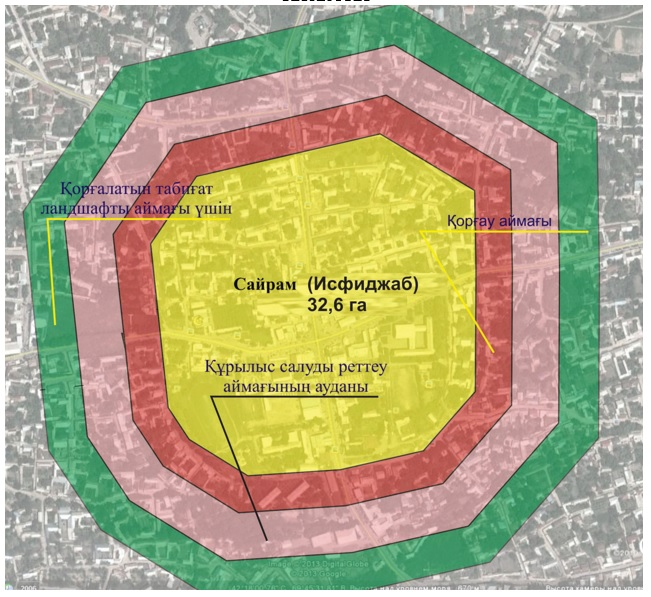 Қорғалатын табиғат
ландшафты аймағы үшін
Қорғау аймағы
Сайрам (Исфиджаб)
32,6 га
Құрылыс салуды реттеу
аймағының ауданы